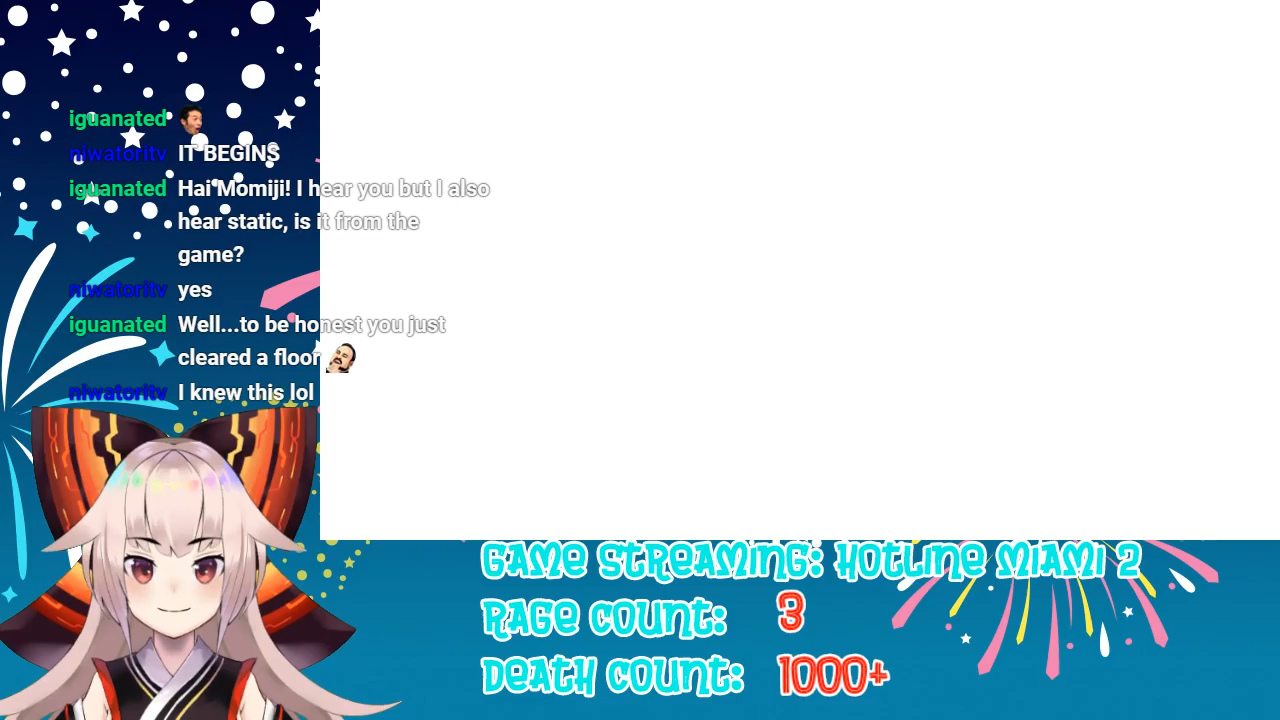 iguanated
niwatoritv IT BEGINS
iguanated Hai Momiji! I hear you but I also
hear static, is it from the
game?
niwatoritv yes
iguanated Well...to be honest you just
cleared a floor
niwatoritv I knew this lol
GAME STREAMING: HOTLINE MIAMI 2
RAGE COUNT: 3
DEATH COUNT: 1000+